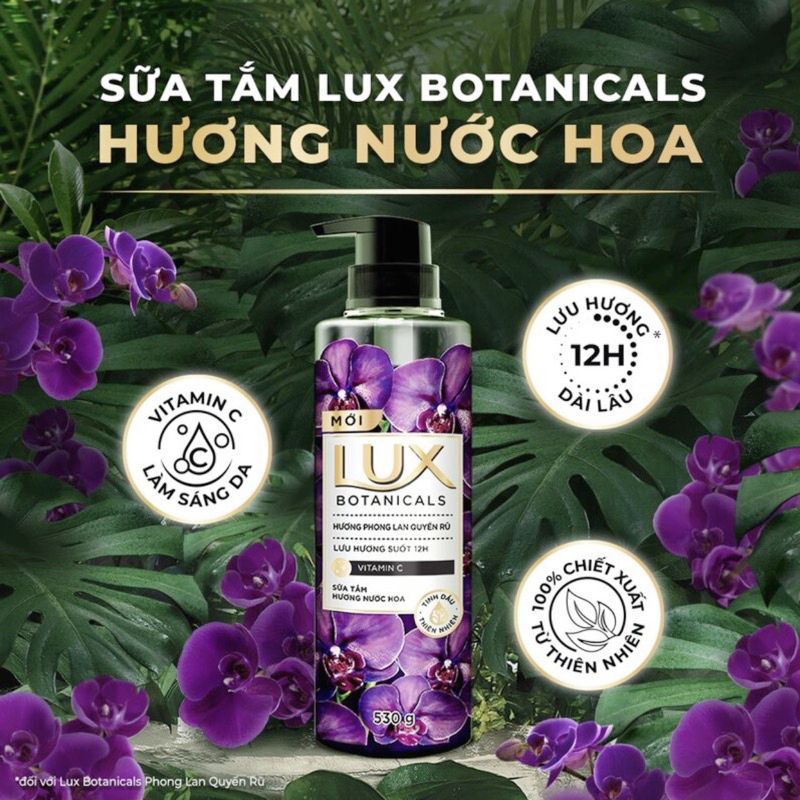 SỮA TẮM LUX BOTANICALS
HƯƠNG NƯỚC HOA
LƯU HƯƠNG*
12H
DÀI LÂU
VITAMIN C
C
LÀM SÁNG DA
MỚI
LUX
BOTANICALS
HƯƠNG PHONG LAN QUYẾN RŨ
LƯU HƯƠNG SUỐT 12H
VITAMIN C
SỮA TẮM
HƯƠNG NƯỚC HOA
TINH DẦU
THIÊN NHIÊN
530 g
100% CHIẾT XUẤT
TỪ THIÊN NHIÊN
*đối với Lux Botanicals Phong Lan Quyến Rũ